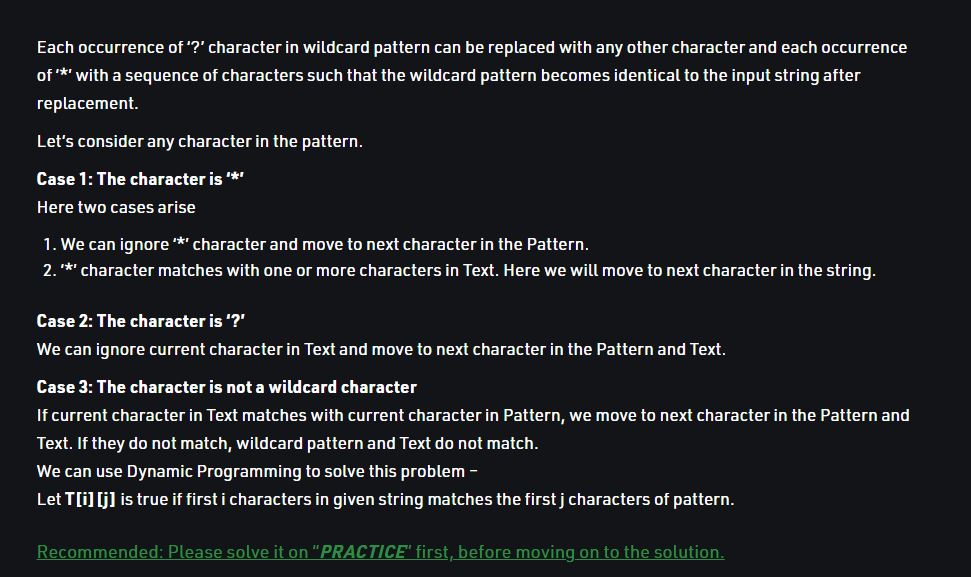 Each occurrence of ‘?’ character in wildcard pattern can be replaced with any other character and each occurrence
of ‘*’ with a sequence of characters such that the wildcard pattern becomes identical to the input string after
replacement.
Let’s consider any character in the pattern.
Case 1: The character is ‘*’
Here two cases arise
1. We can ignore ‘*’ character and move to next character in the Pattern.
2. ‘*’ character matches with one or more characters in Text. Here we will move to next character in the string.
Case 2: The character is ‘?’
We can ignore current character in Text and move to next character in the Pattern and Text.
Case 3: The character is not a wildcard character
If current character in Text matches with current character in Pattern, we move to next character in the Pattern and
Text. If they do not match, wildcard pattern and Text do not match.
We can use Dynamic Programming to solve this problem –
Let T[i][j] is true if first i characters in given string matches the first j characters of pattern.
Recommended: Please solve it on “PRACTICE” first, before moving on to the solution.